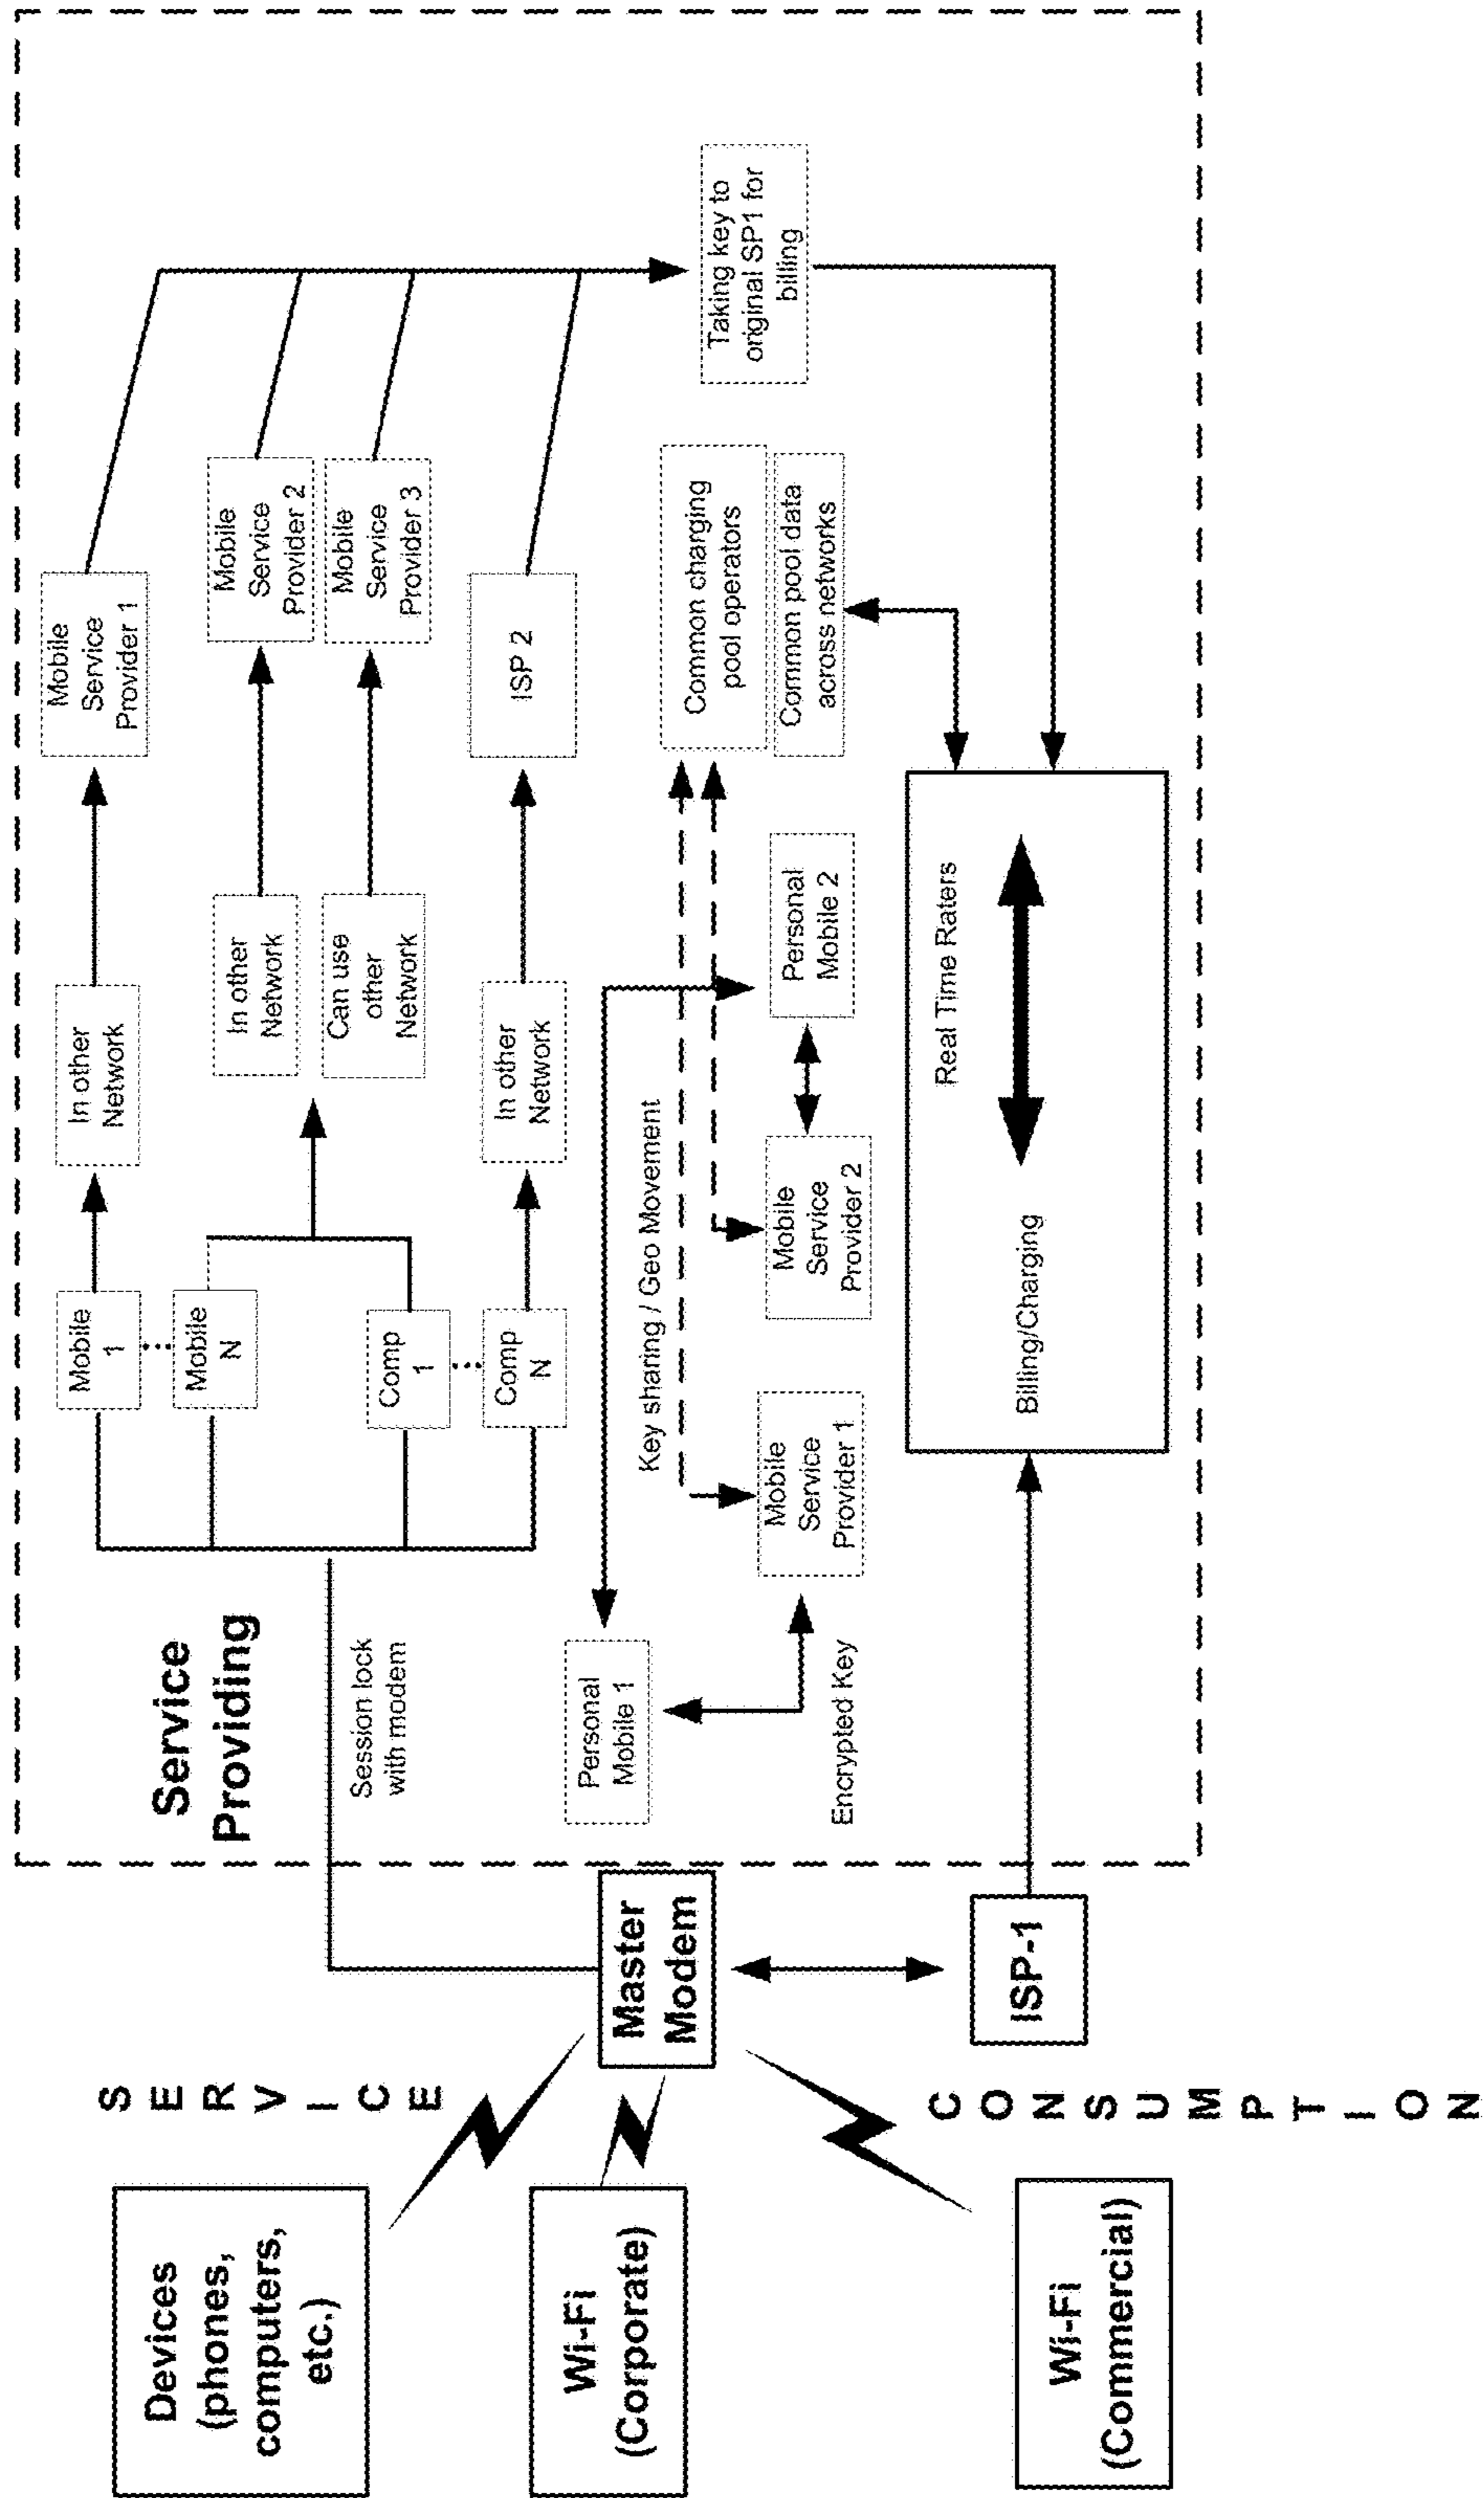 Devices
(phones,
computers,
etc.)
Wi-Fi
(Corporate)
Wi-Fi
(Commercial)
S
E
R
V
I
C
E
C
O
N
S
U
M
P
T
I
O
N
Master
Modem
ISP-1
Service
Providing
Session lock
with modem
Mobile
1
Mobile
N
Comp
1
Comp
N
In other
Network
In other
Network
Can use
other
Network
In other
Network
Mobile
Service
Provider 1
Mobile
Service
Provider 2
Mobile
Service
Provider 3
ISP 2
Taking key to
original SP1 for
billing
Personal
Mobile 1
Encrypted Key
Key sharing / Geo Movement
Mobile
Service
Provider 1
Mobile
Service
Provider 2
Personal
Mobile 2
Common charging
pool operators
Common pool data
across networks
Billing/Charging
Real Time Raters